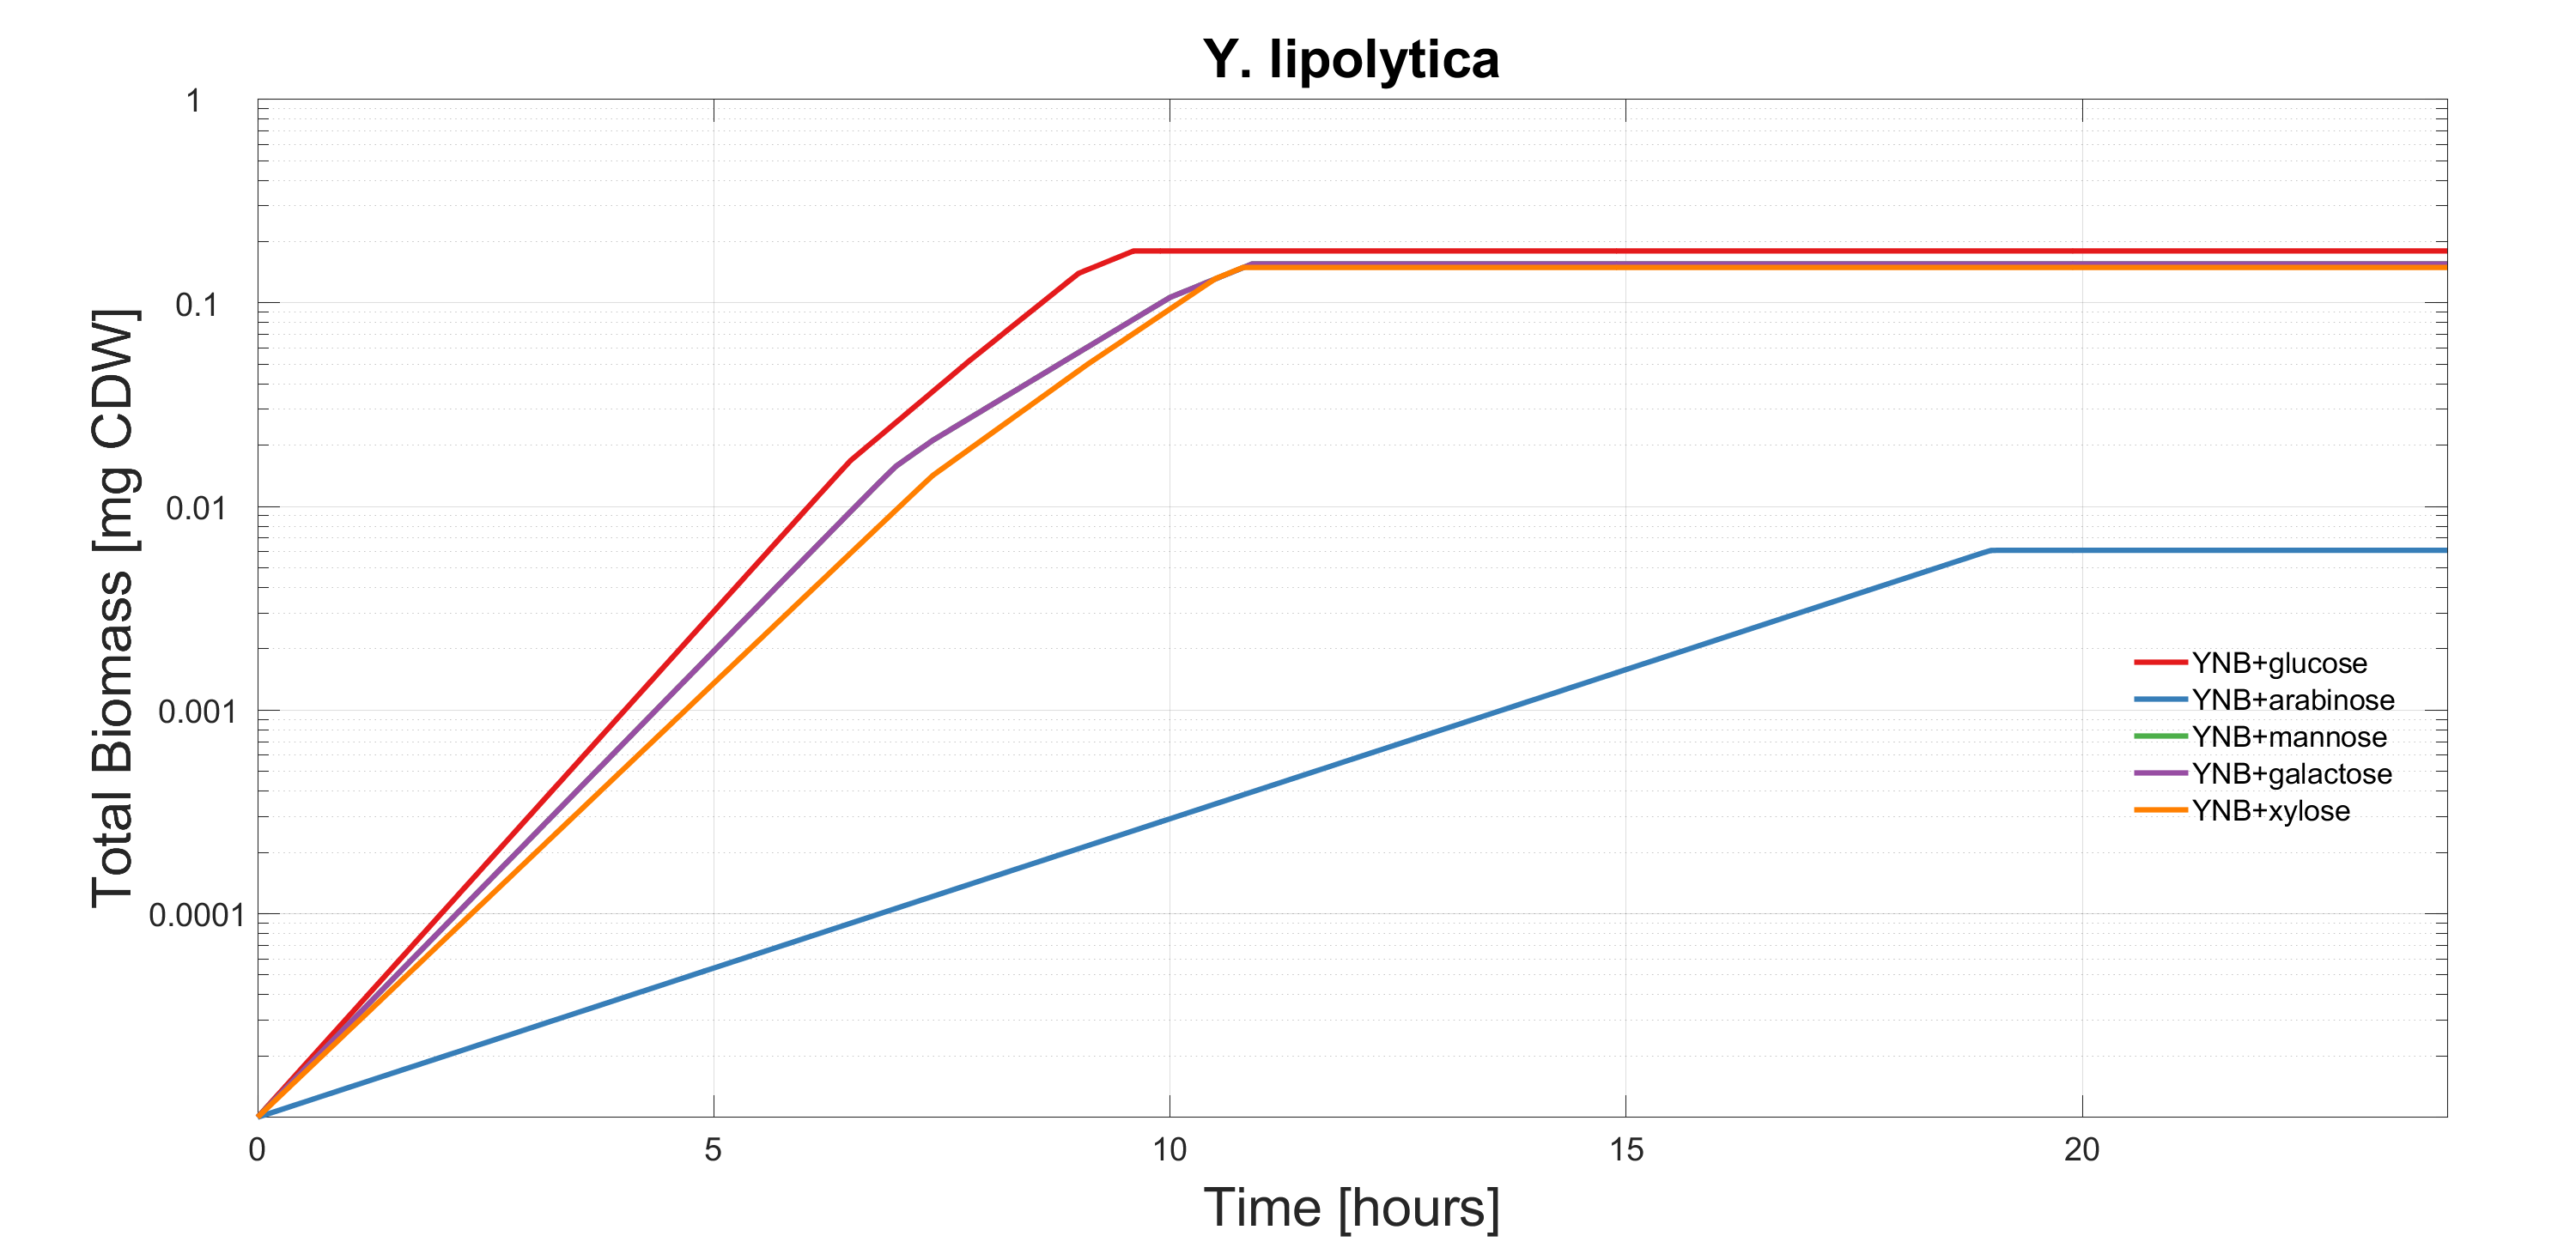 Y. lipolytica
1
0.1
0.01
0.001
0.0001
Total Biomass [mg CDW]
YNB+glucose
YNB+arabinose
YNB+mannose
YNB+galactose
YNB+xylose
0 5 10 15 20
Time [hours]